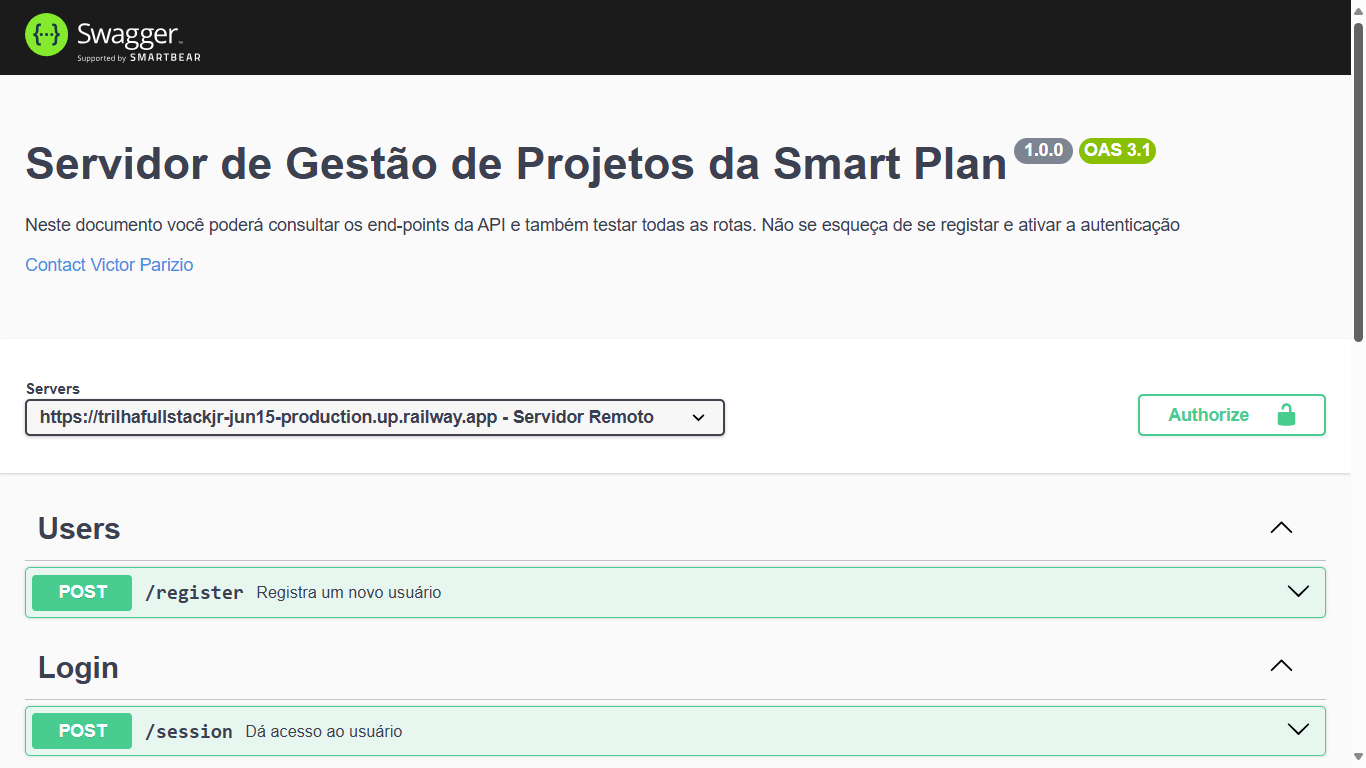 Swagger
Supported by SMARTBEAR
Servidor de Gestão de Projetos da Smart Plan 1.0.0 OAS 3.1
Neste documento você poderá consultar os end-points da API e também testar todas as rotas. Não se esqueça de se registar e ativar a autenticação
Contact Victor Parizio
Servers
https://trilhafullstackjr-jun15-production.up.railway.app - Servidor Remoto
Authorize
Users
POST /register Registra um novo usuário
Login
POST /session Dá acesso ao usuário